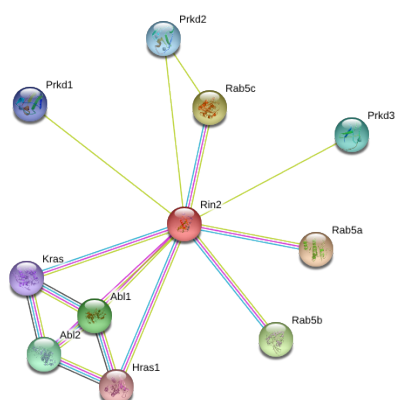 Prkd2
Prkd1
Rab5c
Prkd3
Rin2
Rab5a
Kras
Abl1
Rab5b
Abl2
Hras1